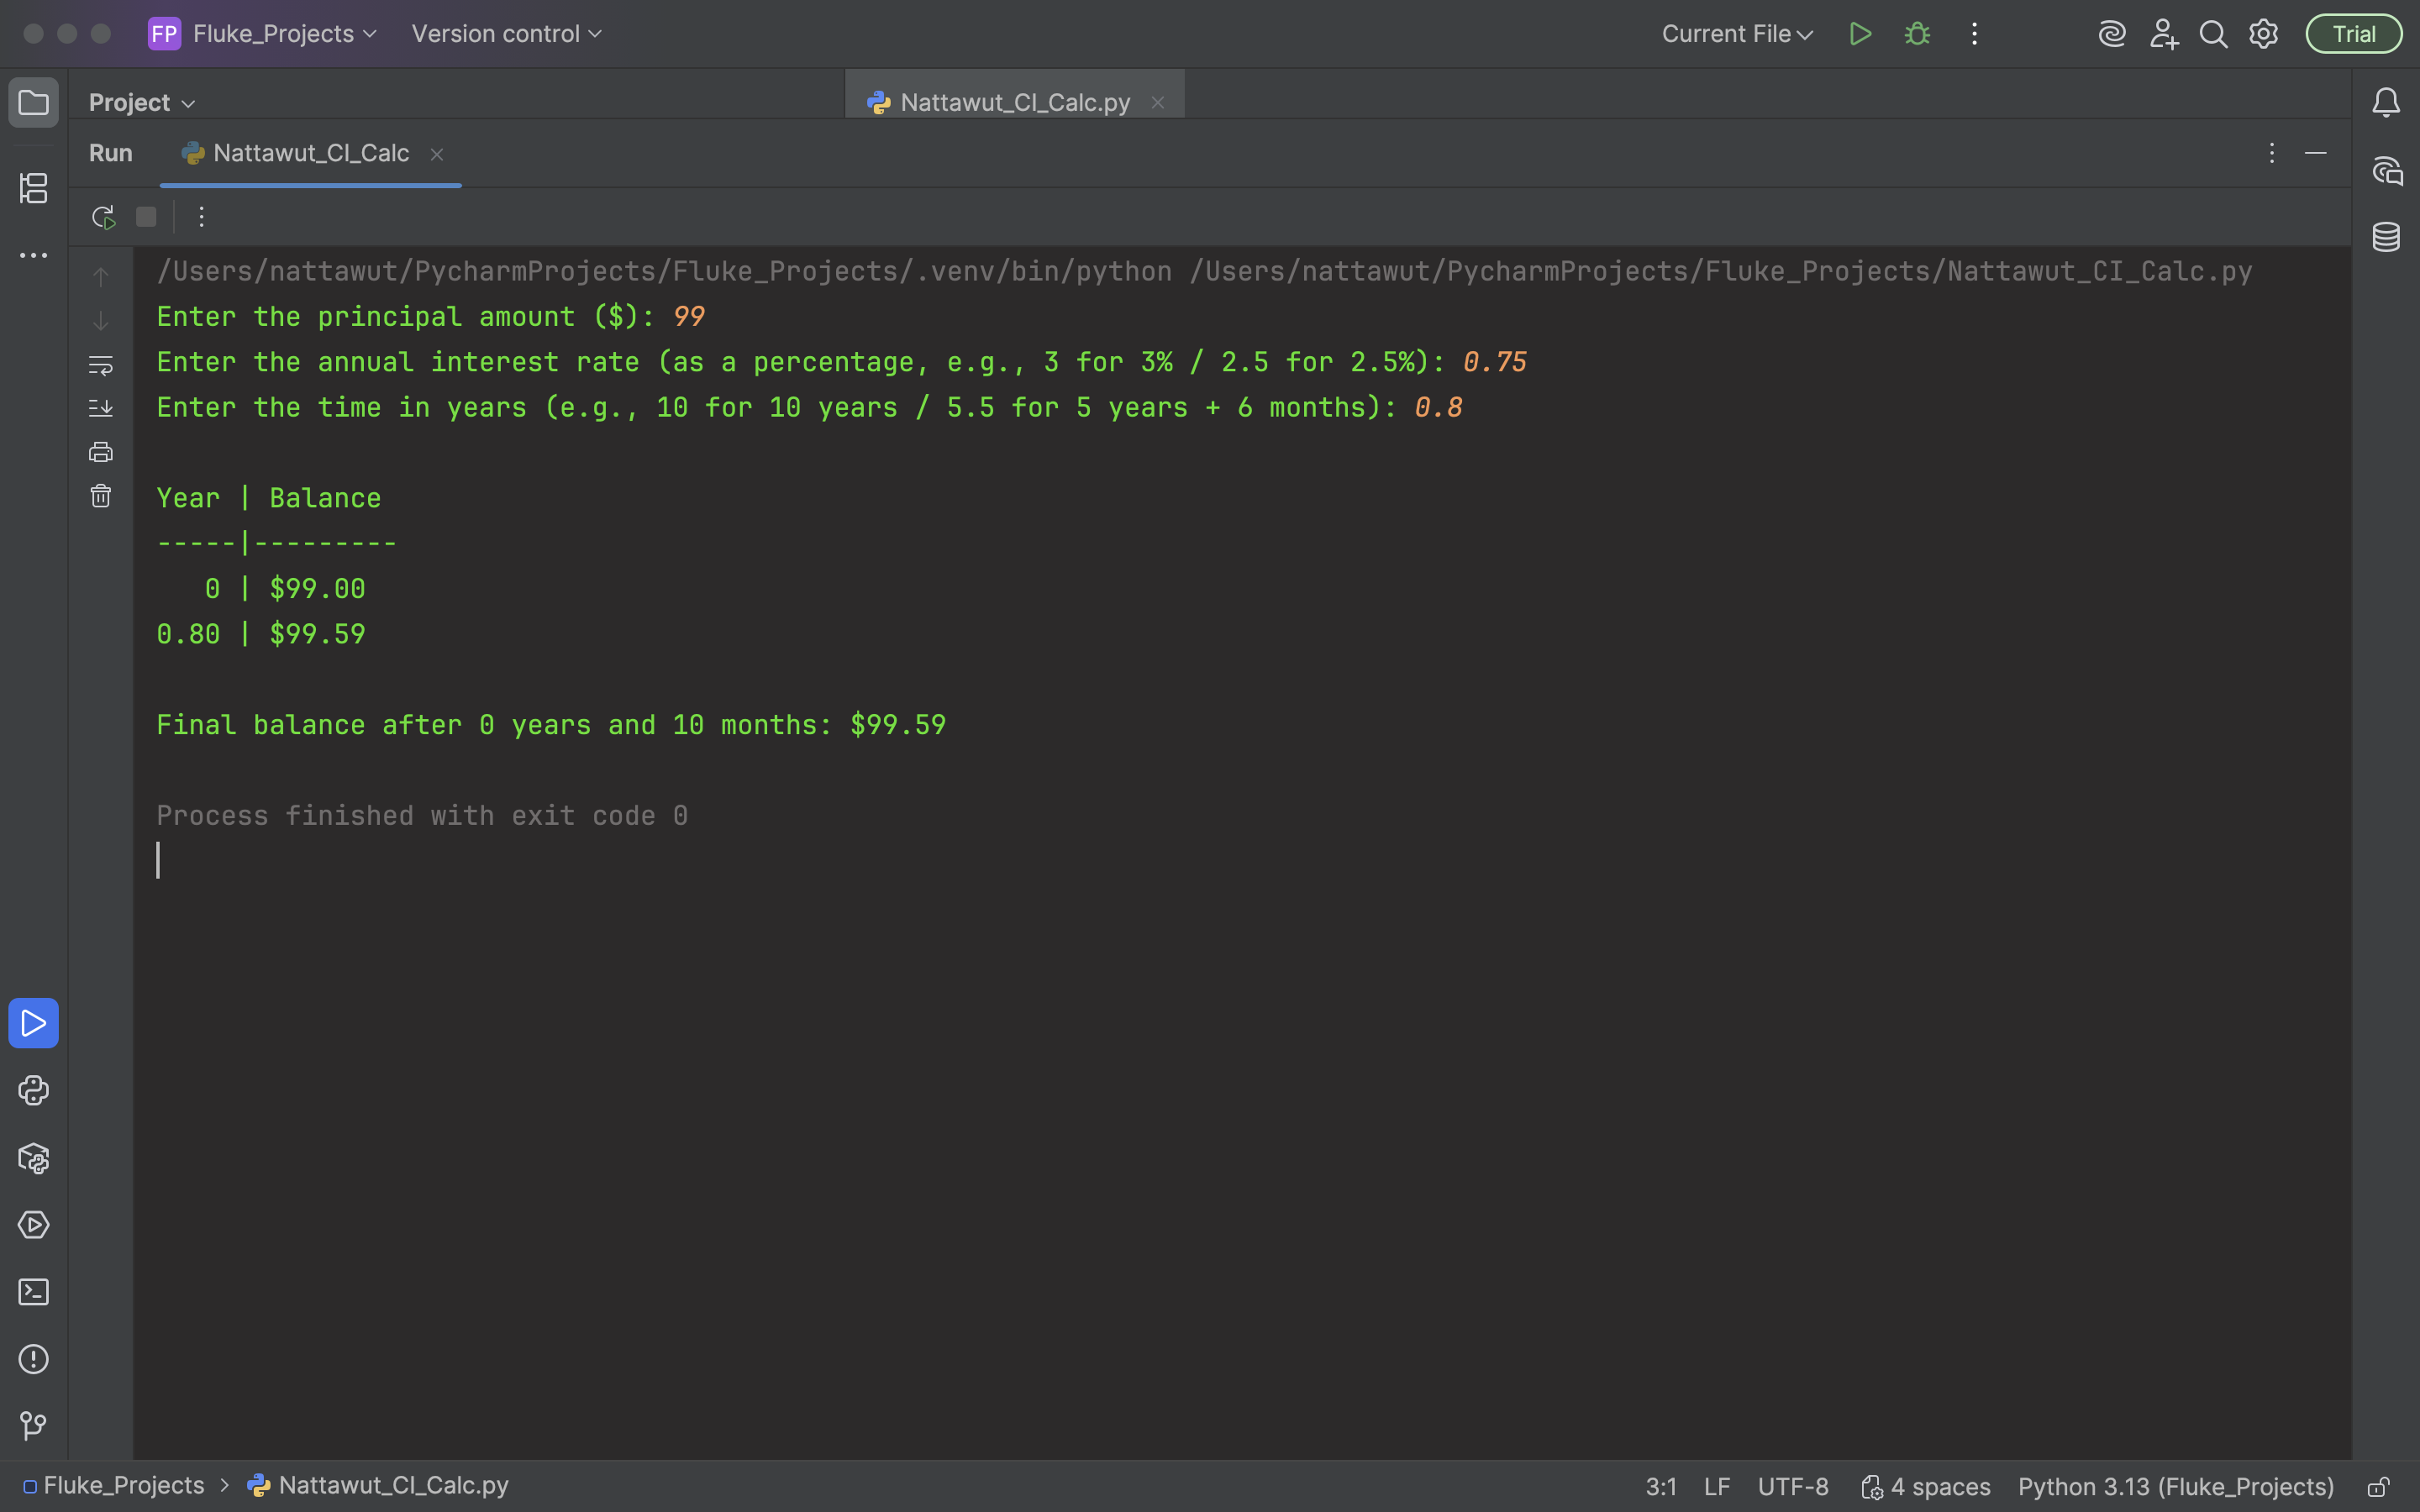 FP Fluke_Projects Version control Current File Trial
Project Nattawut_CI_Calc.py
Run Nattawut_CI_Calc
/Users/nattawut/PycharmProjects/Fluke_Projects/.venv/bin/python /Users/nattawut/PycharmProjects/Fluke_Projects/Nattawut_CI_Calc.py
Enter the principal amount ($): 99
Enter the annual interest rate (as a percentage, e.g., 3 for 3% / 2.5 for 2.5%): 0.75
Enter the time in years (e.g., 10 for 10 years / 5.5 for 5 years + 6 months): 0.8
Year | Balance
-----|---------
   0 | $99.00
0.80 | $99.59
Final balance after 0 years and 10 months: $99.59
Process finished with exit code 0
Fluke_Projects > Nattawut_CI_Calc.py 3:1 LF UTF-8 4 spaces Python 3.13 (Fluke_Projects)